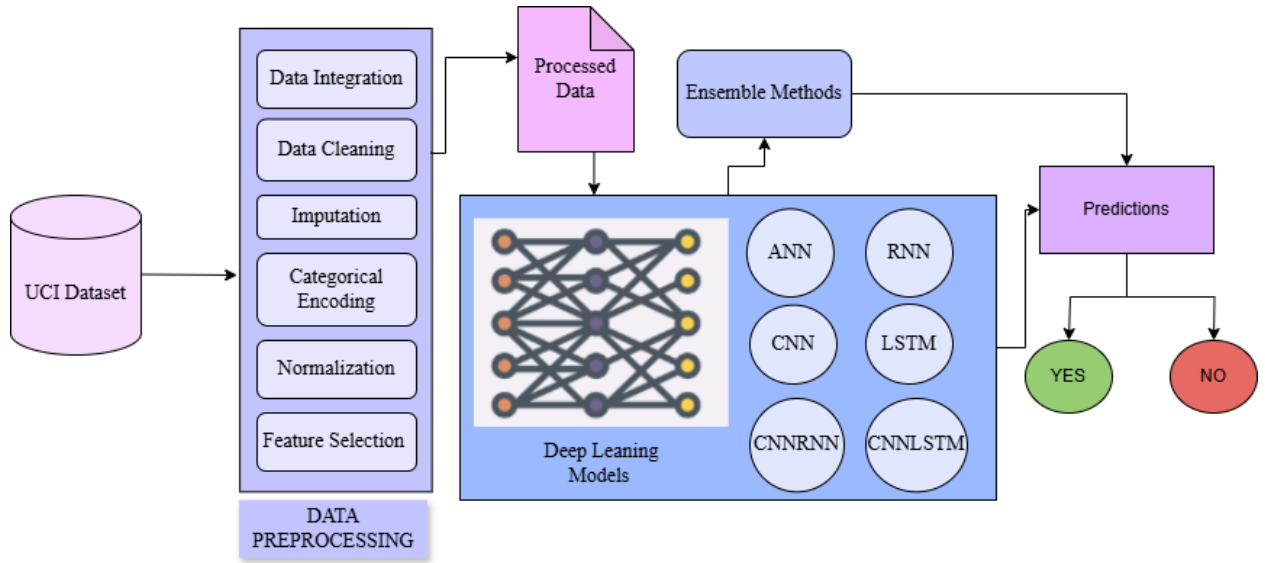 UCI Dataset
Data Integration
Data Cleaning
Imputation
Categorical
Encoding
Normalization
Feature Selection
DATA
PREPROCESSING
Processed
Data
Ensemble Methods
Deep Leaning
Models
ANN
RNN
CNN
LSTM
CNNRNN
CNNLSTM
Predictions
YES
NO